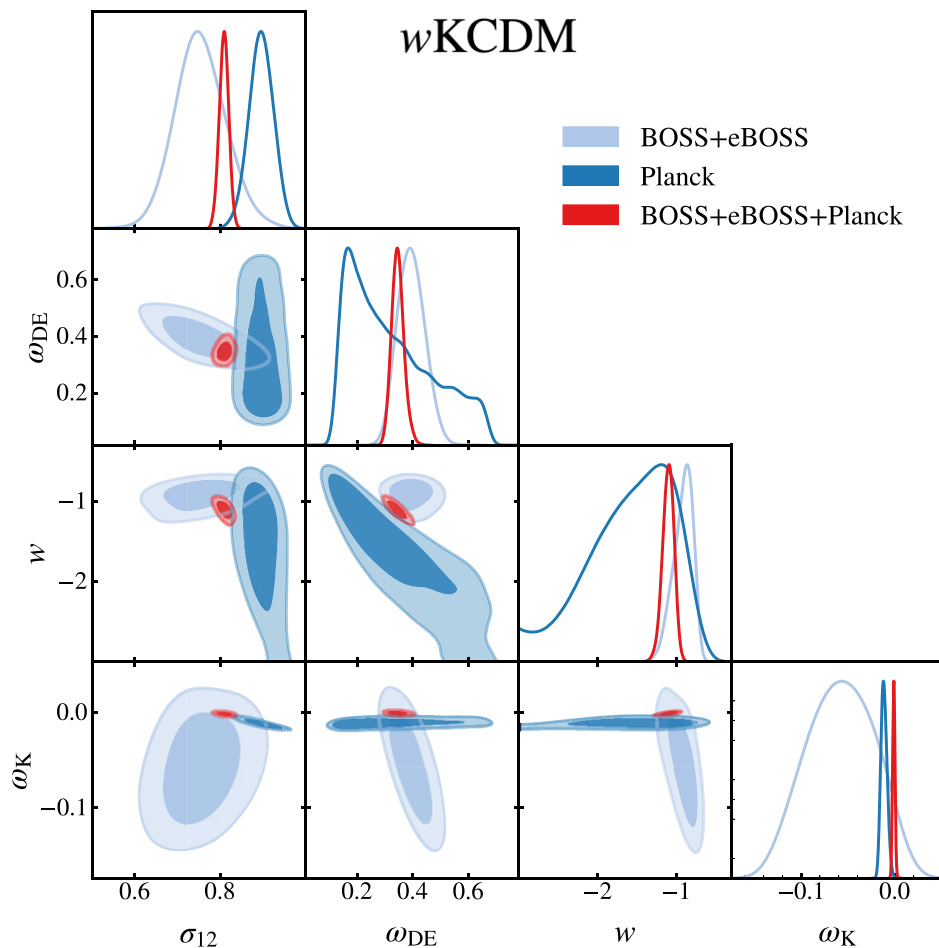 wKCDM
BOSS+eBOSS
Planck
BOSS+eBOSS+Planck
0.6
0.4
0.2
ω_DE
−1
−2
w
0.0
−0.1
ω_K
0.6 0.8 0.2 0.4 0.6 −2 −1 −0.1 0.0
σ₁₂ ω_DE w ω_K